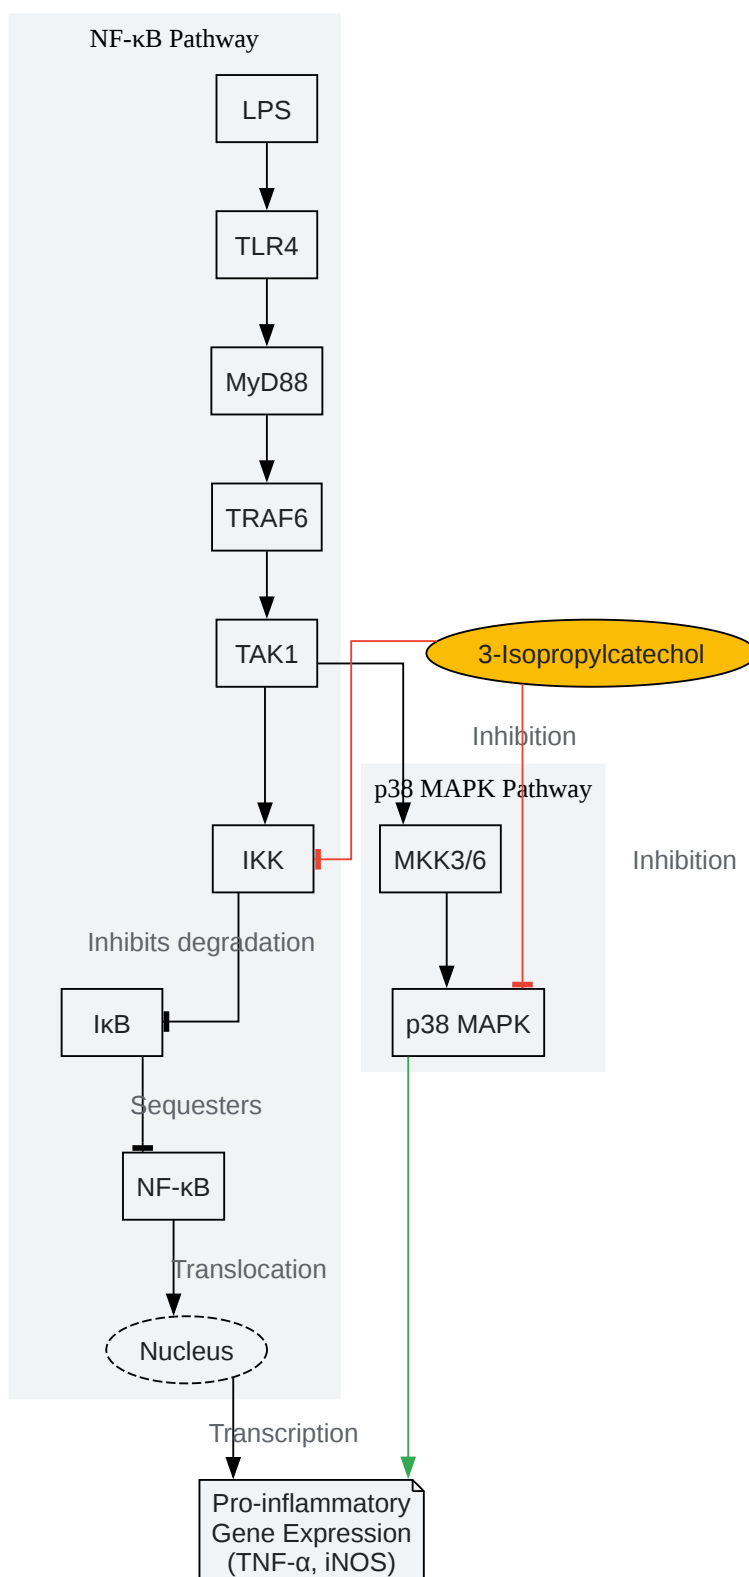 NF-κB Pathway
LPS
TLR4
MyD88
TRAF6
TAK1
3-Isopropylcatechol
Inhibition
p38 MAPK Pathway
IKK
MKK3/6
Inhibition
Inhibits degradation
IκB
p38 MAPK
Sequesters
NF-κB
Translocation
Nucleus
Transcription
Pro-inflammatory
Gene Expression
(TNF-α, iNOS)